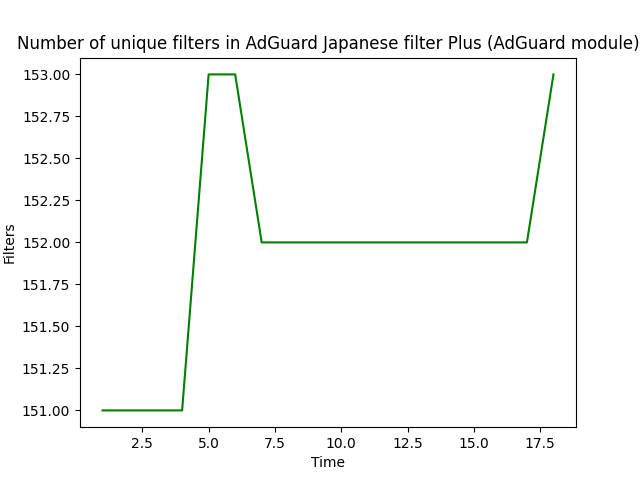 Number of unique filters in AdGuard Japanese filter Plus (AdGuard module)
153.00
152.75
152.50
152.25
152.00
151.75
151.50
151.25
151.00
Filters
2.5 5.0 7.5 10.0 12.5 15.0 17.5
Time